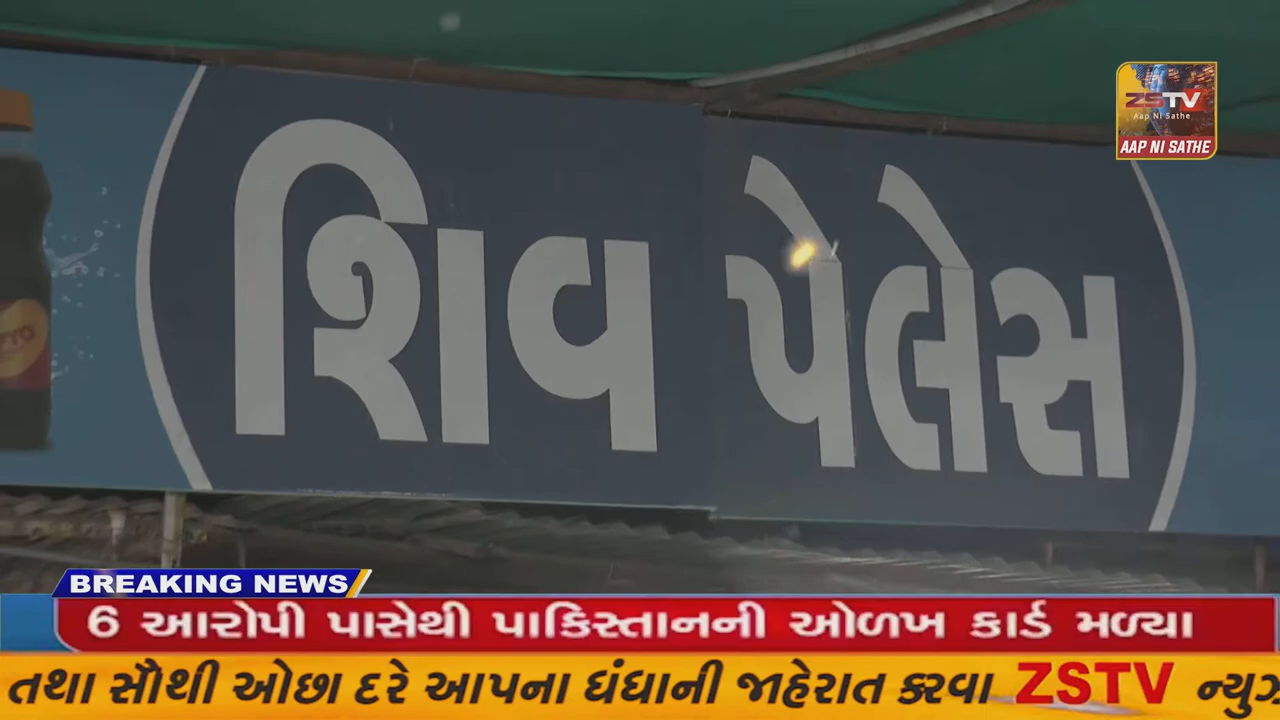 ZSTV
Aap Ni Sathe
AAP NI SATHE
શિવ પેલેસ
BREAKING NEWS
6 આરોપી પાસેથી પાકિસ્તાનની ઓળખ કાર્ડ મળ્યા
તથા સૌથી ઓછા દરે આપના ધંધાની જાહેરાત કરવા ZSTV